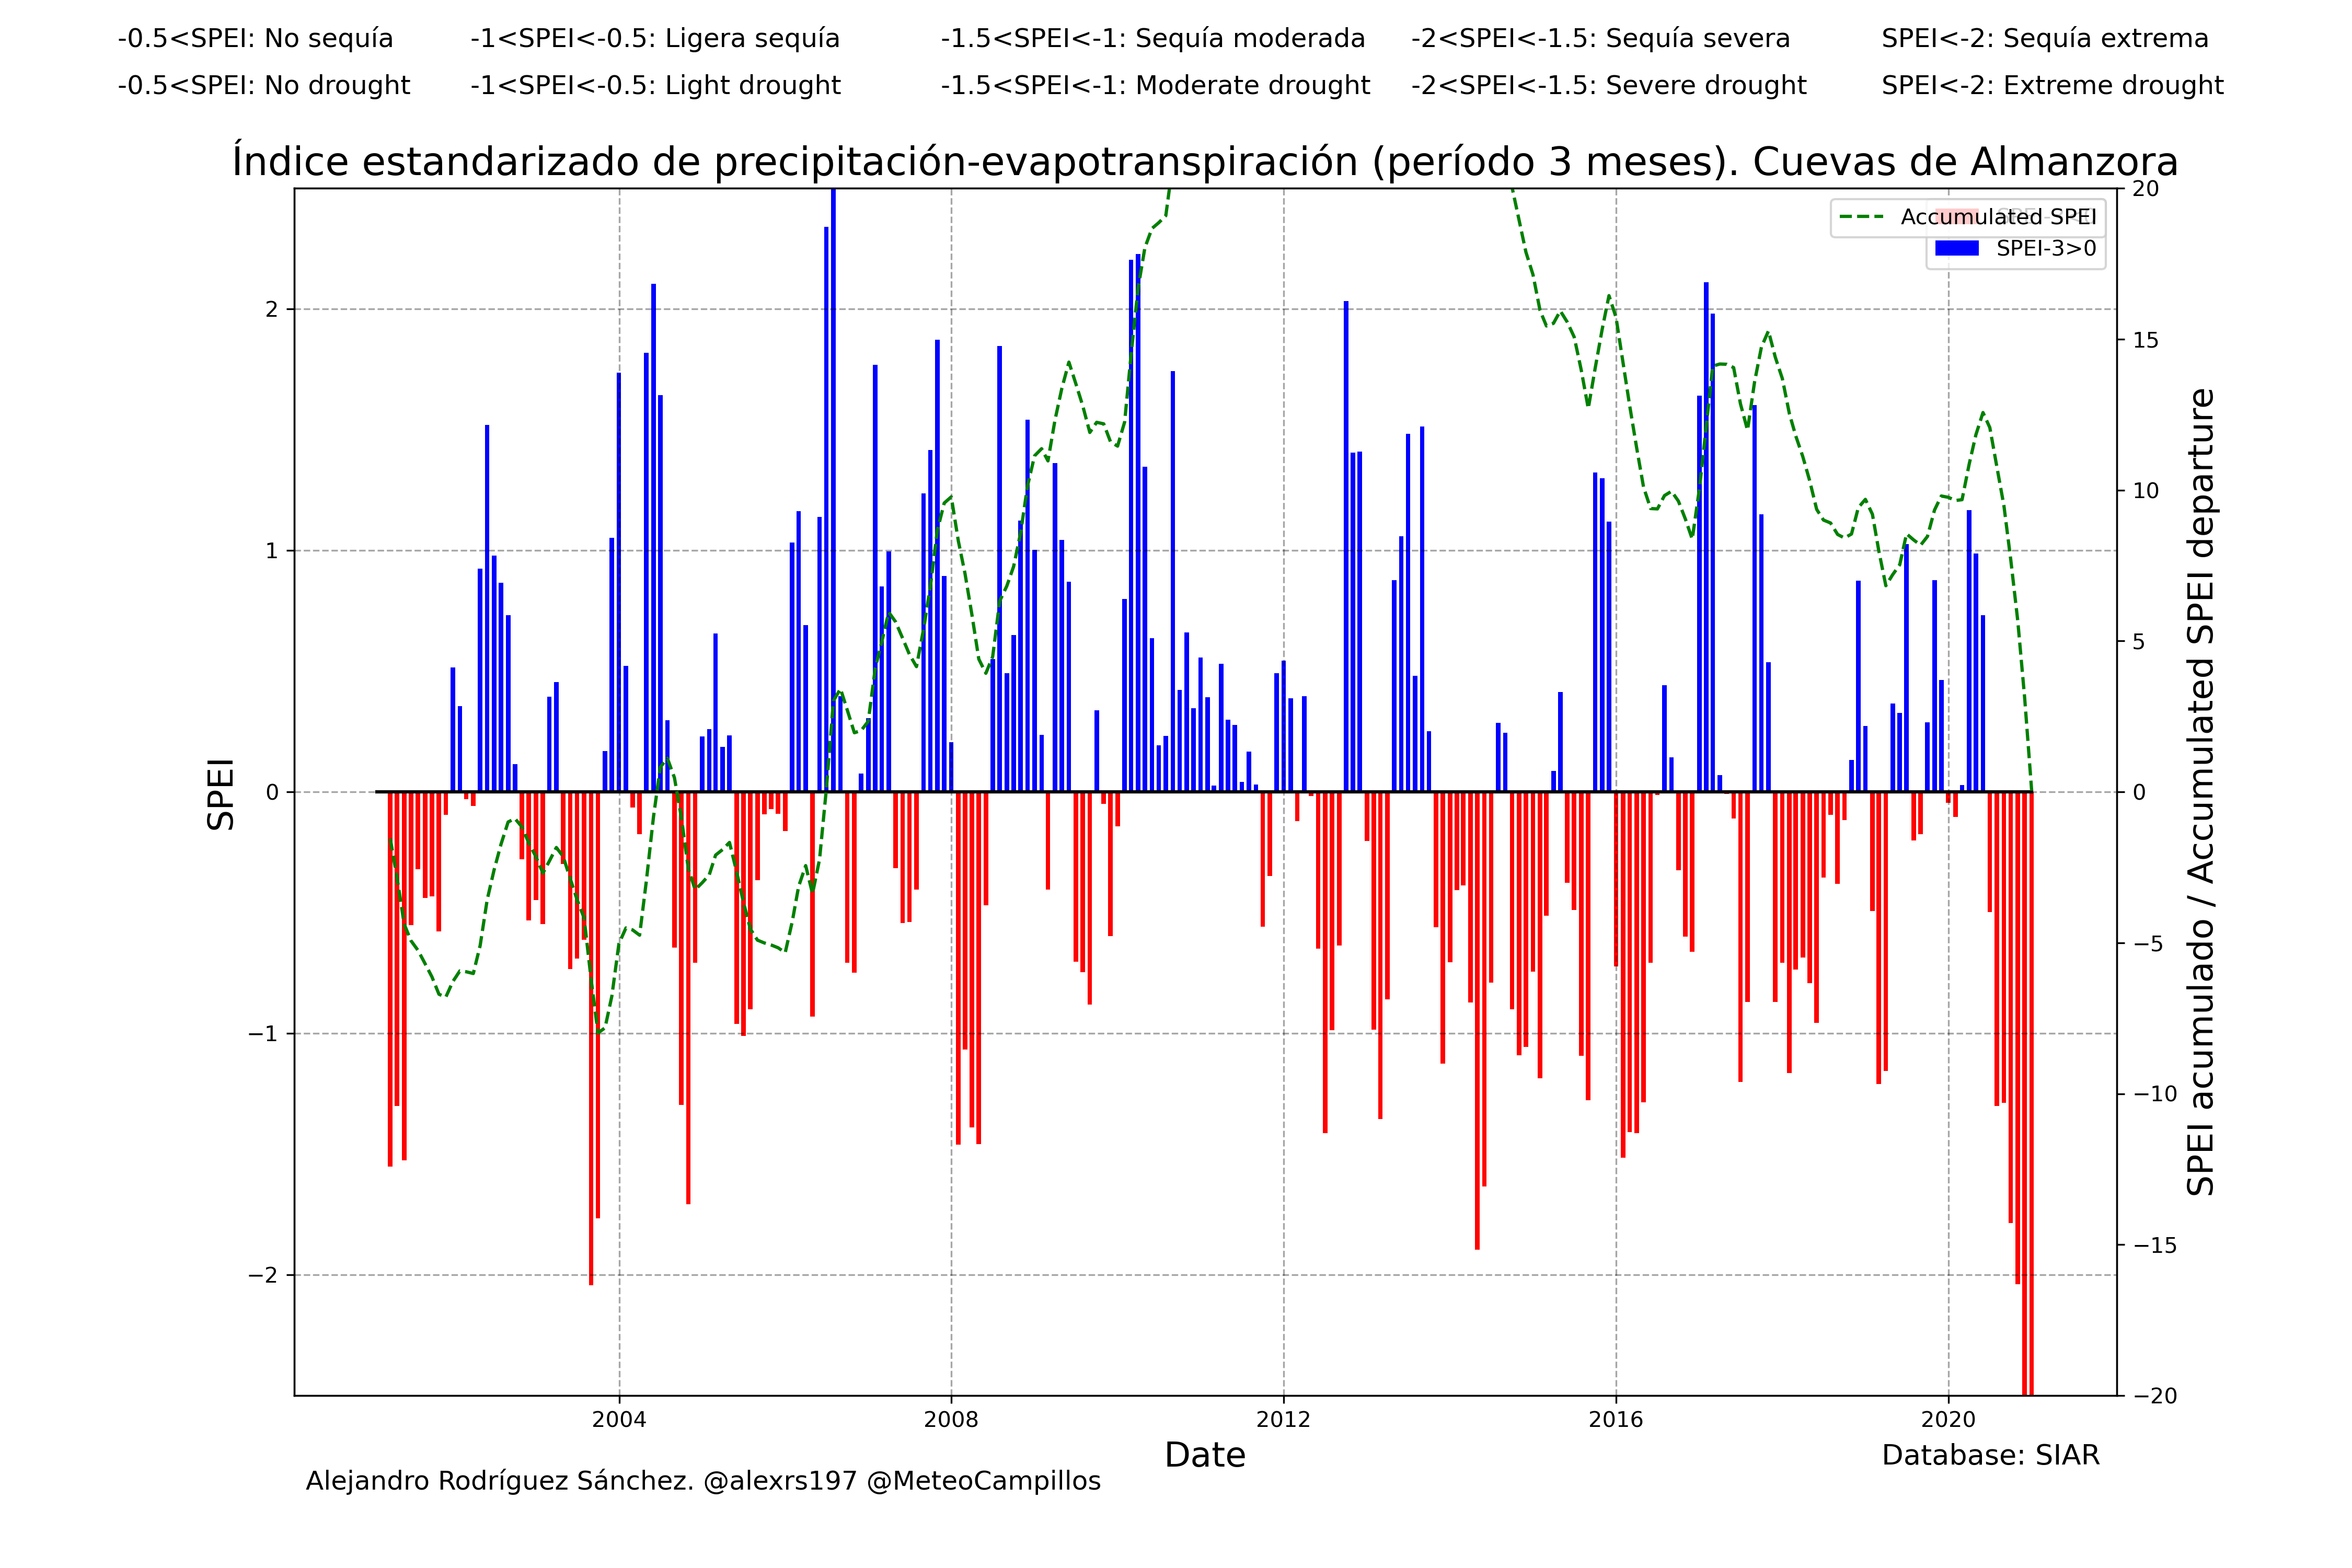 -0.5<SPEI: No sequía -1<SPEI<-0.5: Ligera sequía -1.5<SPEI<-1: Sequía moderada -2<SPEI<-1.5: Sequía severa SPEI<-2: Sequía extrema
-0.5<SPEI: No drought -1<SPEI<-0.5: Light drought -1.5<SPEI<-1: Moderate drought -2<SPEI<-1.5: Severe drought SPEI<-2: Extreme drought
Índice estandarizado de precipitación-evapotranspiración (período 3 meses). Cuevas de Almanzora
Accumulated SPEI
SPEI-3>0
SPEI
2
1
0
−1
−2
20
15
10
5
0
−5
−10
−15
−20
SPEI acumulado / Accumulated SPEI departure
2004 2008 2012 2016 2020
Date
Database: SIAR
Alejandro Rodríguez Sánchez. @alexrs197 @MeteoCampillos